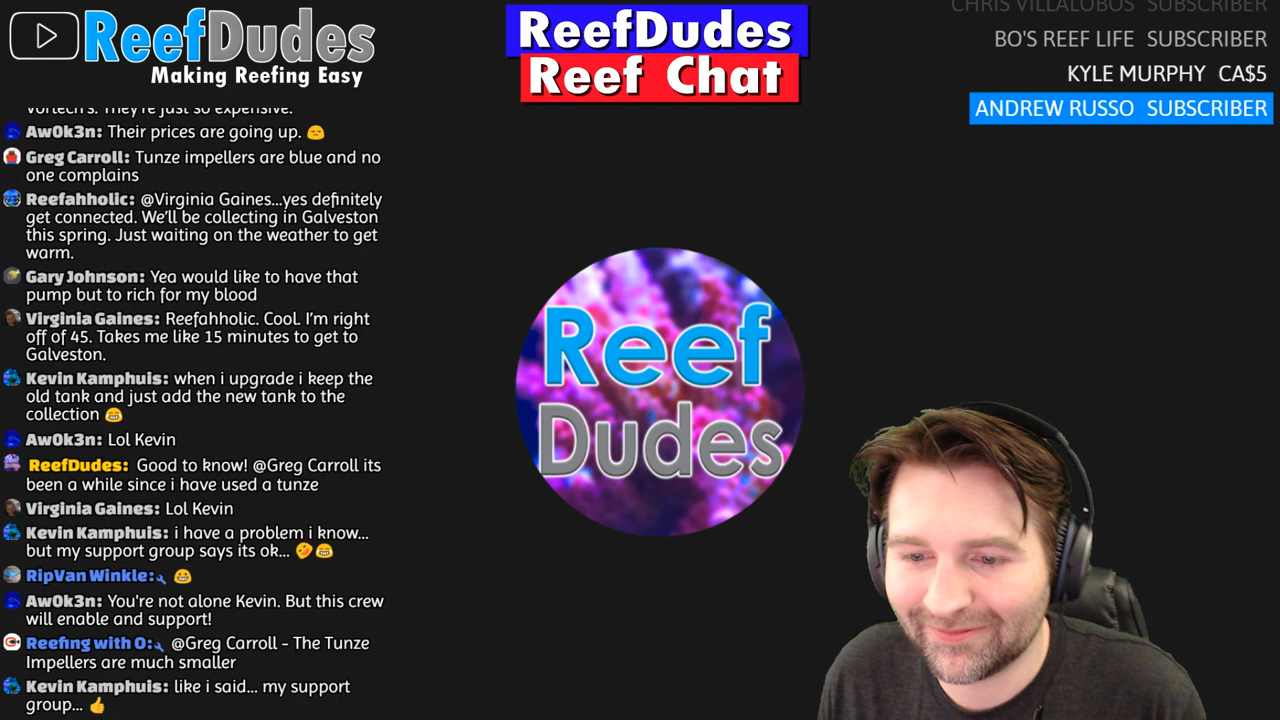 ReefDudes
Making Reefing Easy
ReefDudes
Reef Chat
CHRIS VILLALOBOS SUBSCRIBER
BO'S REEF LIFE SUBSCRIBER
KYLE MURPHY CA$5
ANDREW RUSSO SUBSCRIBER
Vortech's. They're just so expensive.
Aw0k3n: Their prices are going up. 😔
Greg Carroll: Tunze impellers are blue and no
one complains
Reefahholic: @Virginia Gaines...yes definitely
get connected. We'll be collecting in Galveston
this spring. Just waiting on the weather to get
warm.
Gary Johnson: Yea would like to have that
pump but to rich for my blood
Virginia Gaines: Reefahholic. Cool. I'm right
off of 45. Takes me like 15 minutes to get to
Galveston.
Kevin Kamphuis: when i upgrade i keep the
old tank and just add the new tank to the
collection 😂
Aw0k3n: Lol Kevin
ReefDudes: Good to know! @Greg Carroll its
been a while since i have used a tunze
Virginia Gaines: Lol Kevin
Kevin Kamphuis: i have a problem i know...
but my support group says its ok... 🤣😂
RipVan Winkle: 😂
Aw0k3n: You're not alone Kevin. But this crew
will enable and support!
Reefing with O: @Greg Carroll - The Tunze
Impellers are much smaller
Kevin Kamphuis: like i said... my support
group... 👍
Reef
Dudes